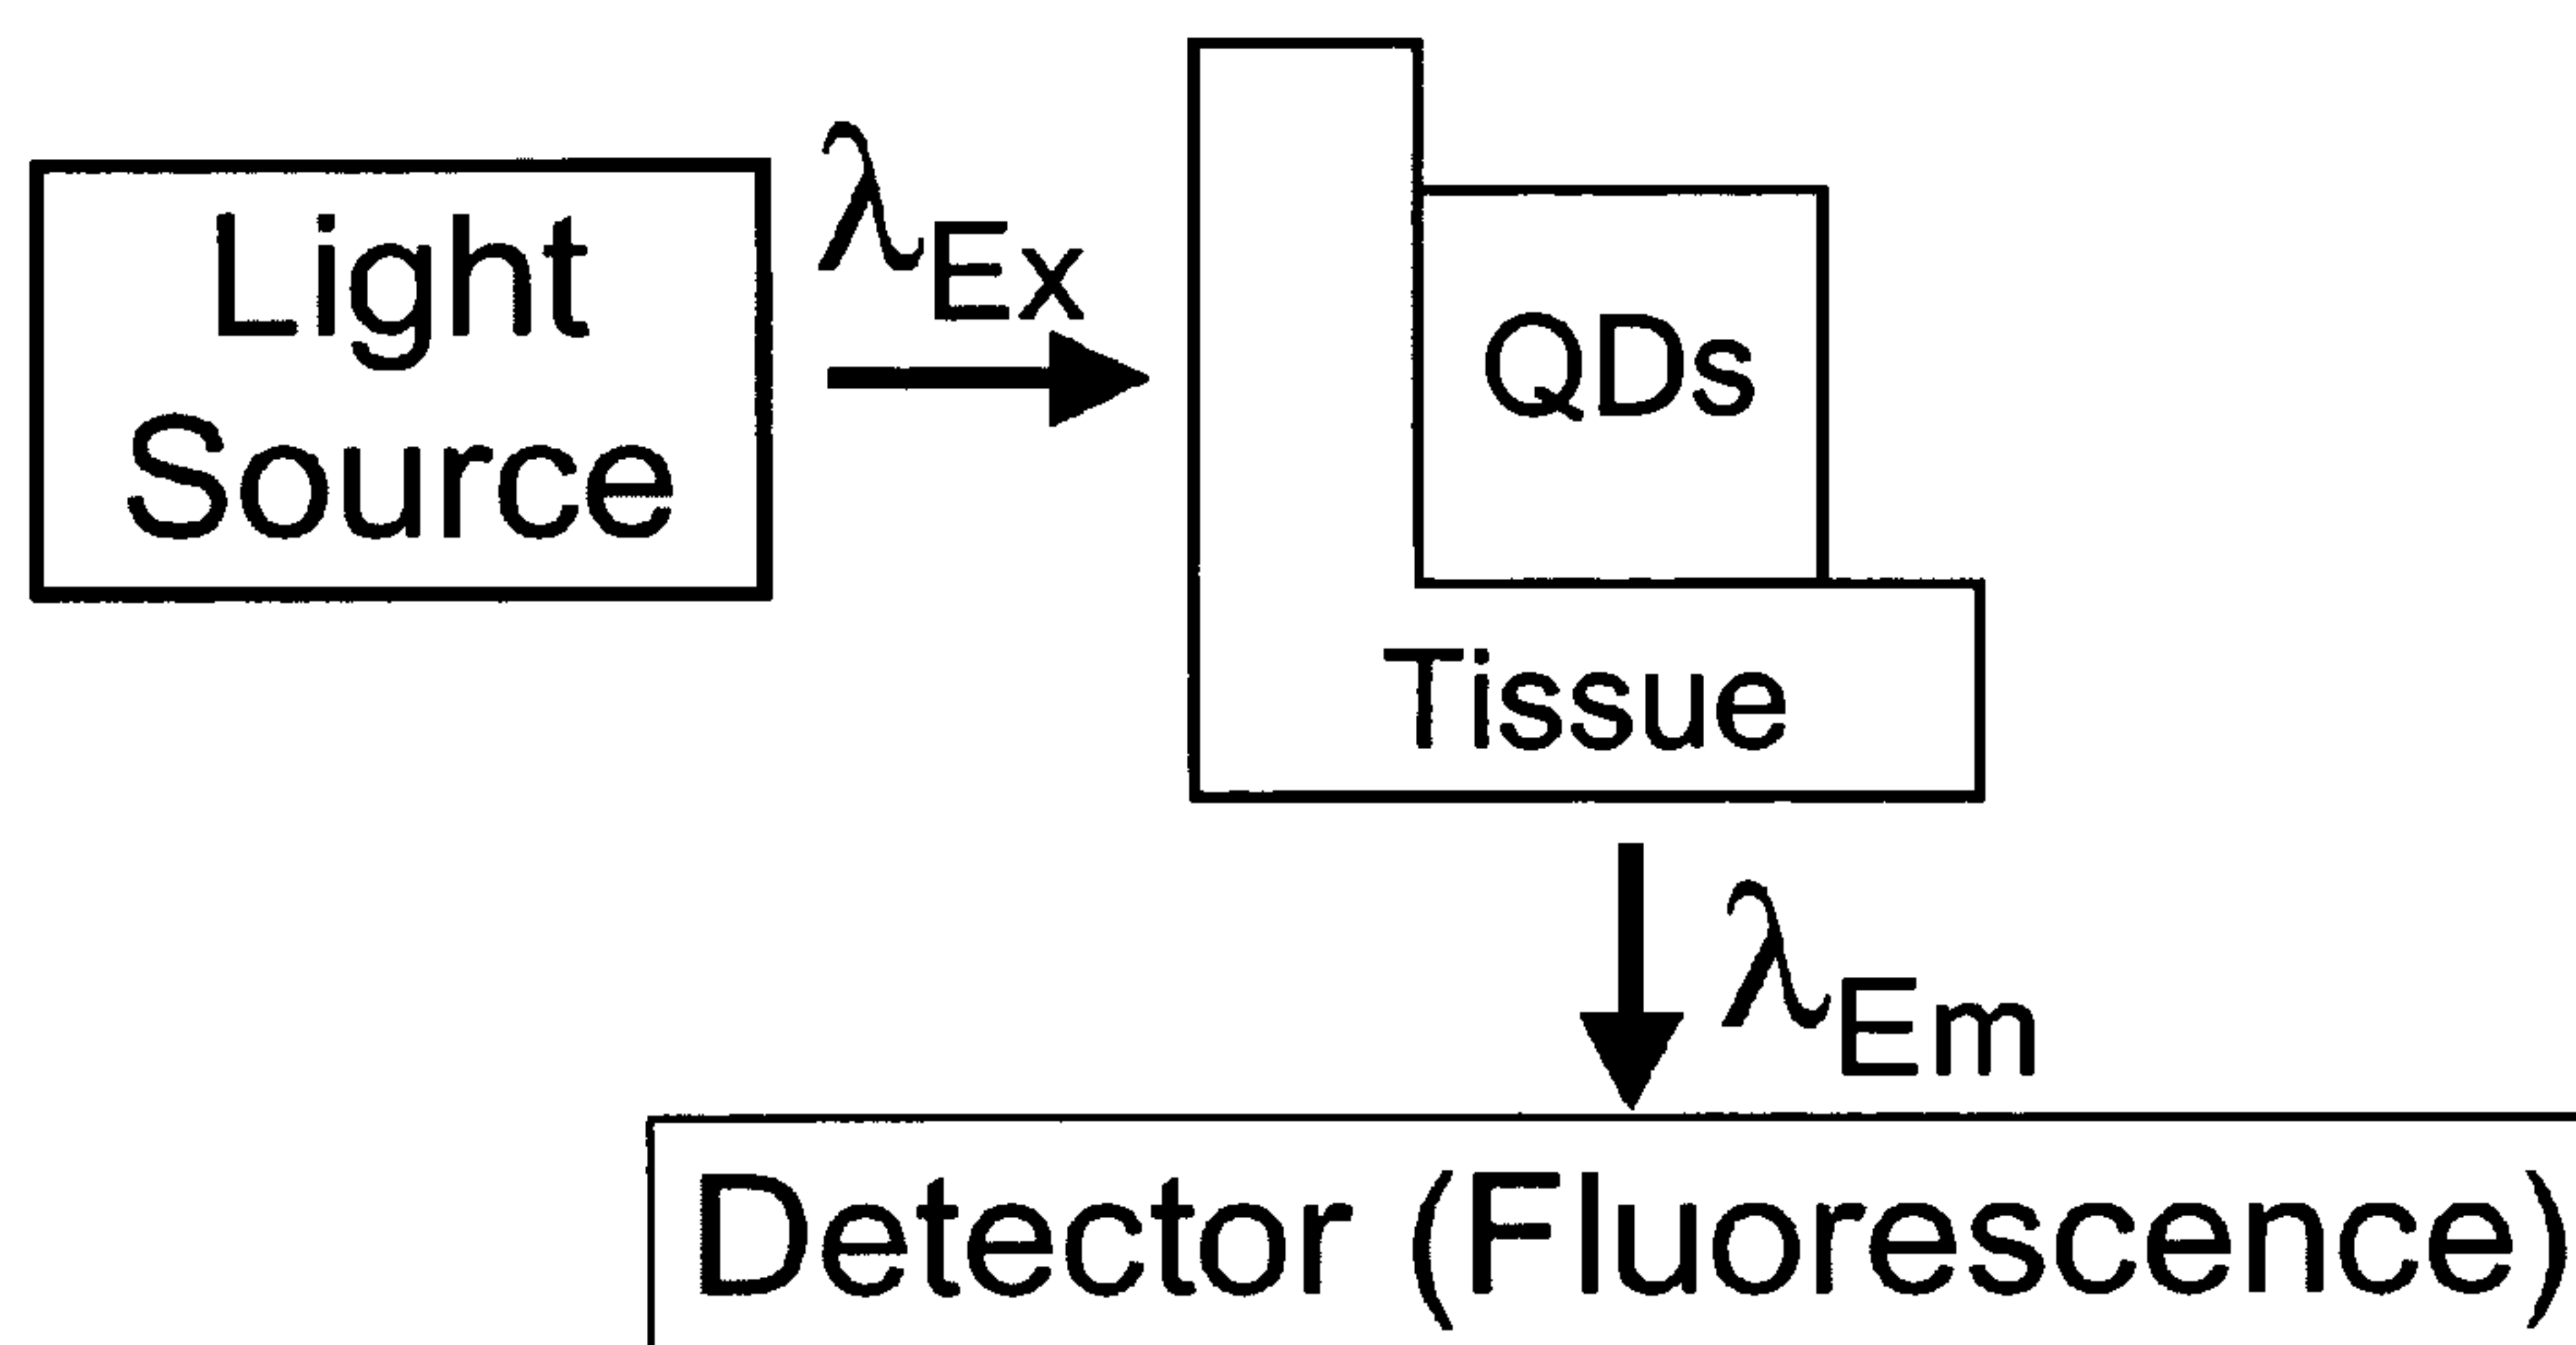 Light
Source
λEx
QDs
Tissue
λEm
Detector (Fluorescence)